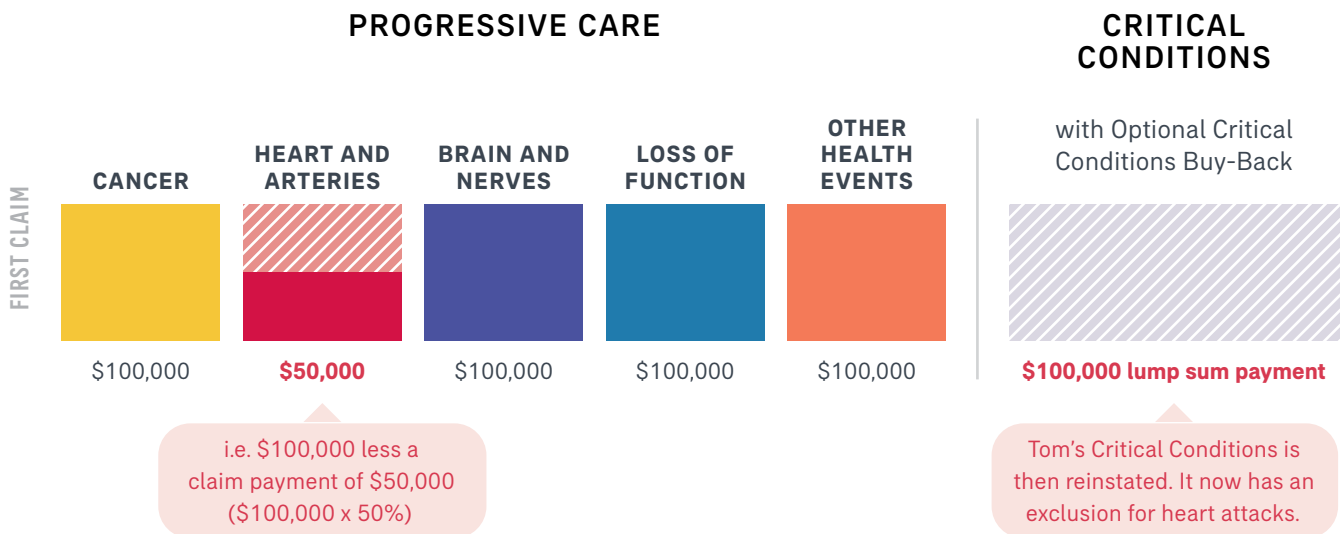 PROGRESSIVE CARE
CRITICAL
CONDITIONS
with Optional Critical
Conditions Buy-Back
FIRST CLAIM
CANCER
HEART AND
ARTERIES
BRAIN AND
NERVES
LOSS OF
FUNCTION
OTHER
HEALTH
EVENTS
$100,000
$50,000
$100,000
$100,000
$100,000
$100,000 lump sum payment
i.e. $100,000 less a
claim payment of $50,000
($100,000 x 50%)
Tom's Critical Conditions is
then reinstated. It now has an
exclusion for heart attacks.